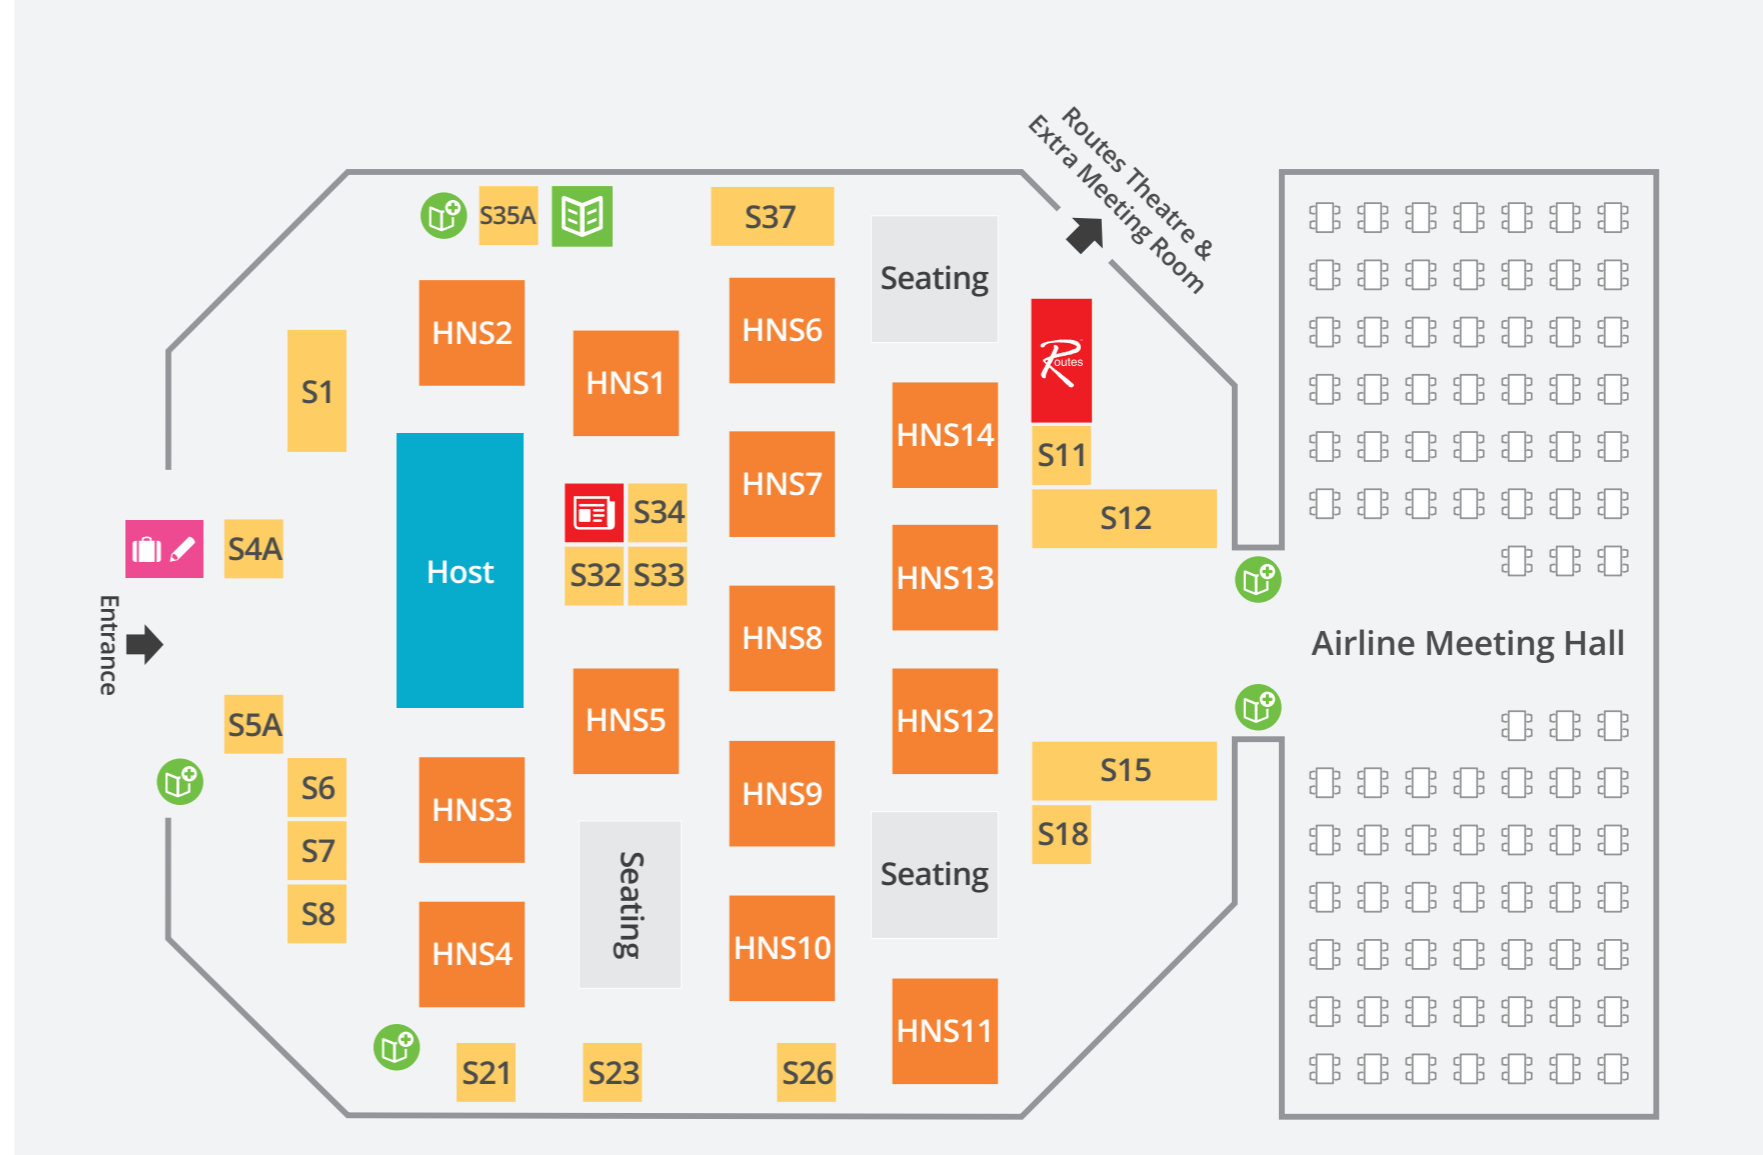 Routes Theatre &
Extra Meeting Room
S35A
S37
Seating
HNS2
HNS6
HNS1
S1
Routes
HNS14
S11
HNS7
S34
S12
S4A
Host
S32
S33
HNS13
Entrance
HNS8
Airline Meeting Hall
S5A
HNS5
HNS12
S6
S15
HNS3
HNS9
S7
S18
Seating
Seating
S8
HNS4
HNS10
HNS11
S21
S23
S26